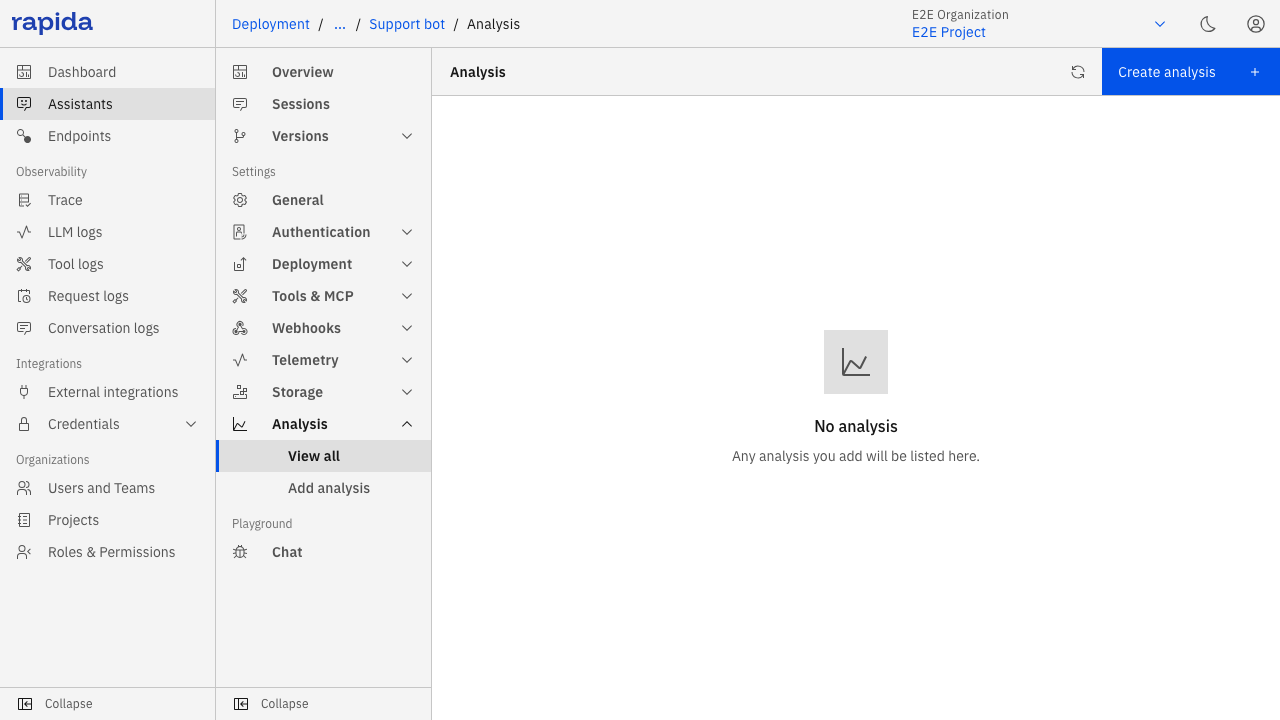 rapida
Deployment / ... / Support bot / Analysis
E2E Organization
E2E Project
Dashboard
Assistants
Endpoints
Observability
Trace
LLM logs
Tool logs
Request logs
Conversation logs
Integrations
External integrations
Credentials
Organizations
Users and Teams
Projects
Roles & Permissions
Collapse
Overview
Sessions
Versions
Settings
General
Authentication
Deployment
Tools & MCP
Webhooks
Telemetry
Storage
Analysis
View all
Add analysis
Playground
Chat
Collapse
Analysis
Create analysis +
No analysis
Any analysis you add will be listed here.